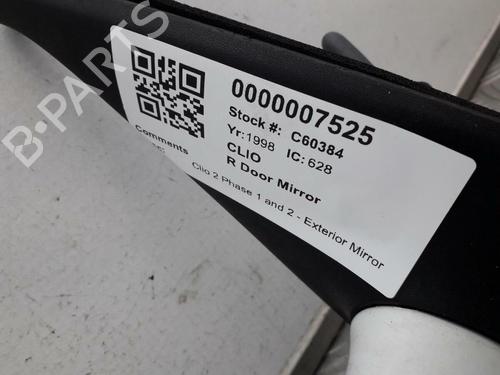 B-PARTS
0000007525
Stock #: C60384
Yr:1998 IC: 628
CLIO
R Door Mirror
Comments
Clio 2 Phase 1 and 2 - Exterior Mirror